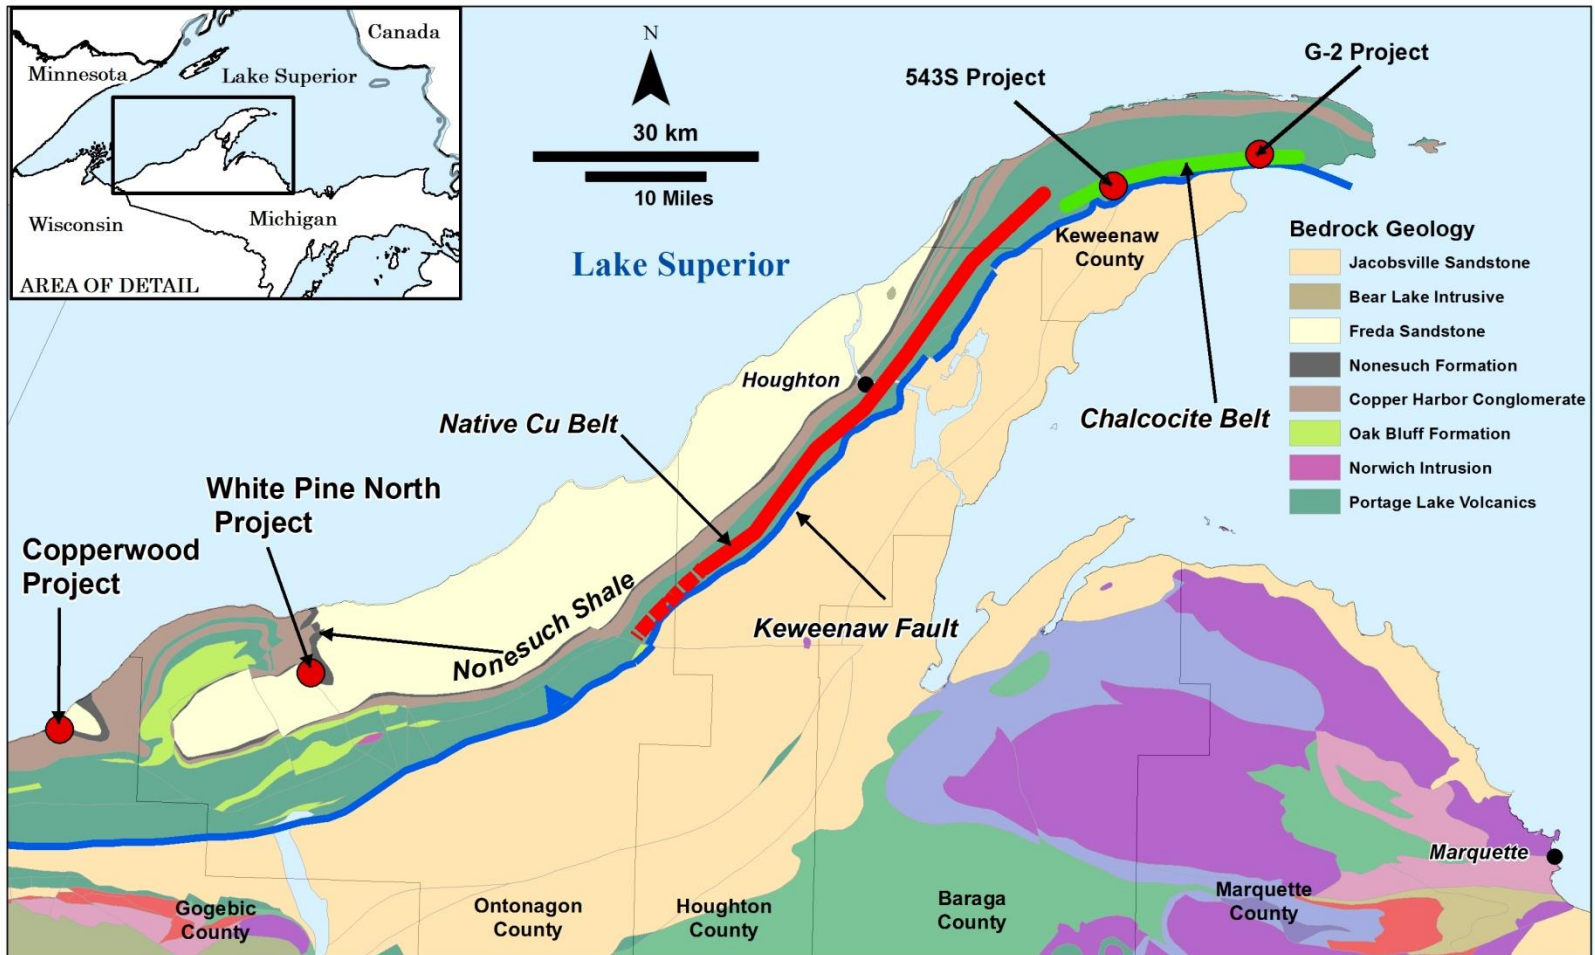 Canada
Minnesota
Lake Superior
Wisconsin
Michigan
AREA OF DETAIL
N
30 km
10 Miles
Lake Superior
543S Project
G-2 Project
Keweenaw
County
Bedrock Geology
Jacobsville Sandstone
Bear Lake Intrusive
Freda Sandstone
Nonesuch Formation
Copper Harbor Conglomerate
Oak Bluff Formation
Norwich Intrusion
Portage Lake Volcanics
Houghton
Native Cu Belt
Chalcocite Belt
White Pine North
Project
Copperwood
Project
Nonesuch Shale
Keweenaw Fault
Marquette
Gogebic
County
Ontonagon
County
Houghton
County
Baraga
County
Marquette
County